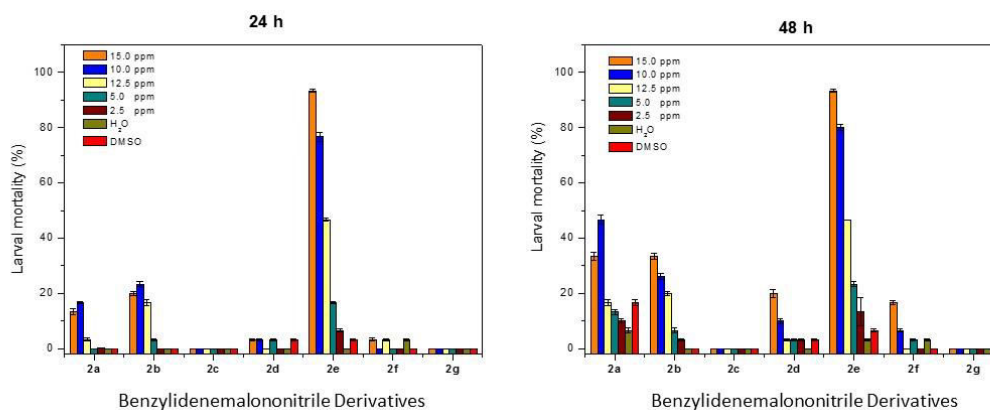 24 h
15.0 ppm
10.0 ppm
12.5 ppm
5.0 ppm
2.5 ppm
H2O
DMSO
Larval mortality (%)
100
80
60
40
20
0
2a 2b 2c 2d 2e 2f 2g
Benzylidenemalononitrile Derivatives
48 h
15.0 ppm
10.0 ppm
12.5 ppm
5.0 ppm
2.5 ppm
H2O
DMSO
Larval mortality (%)
100
80
60
40
20
0
2a 2b 2c 2d 2e 2f 2g
Benzylidenemalononitrile Derivatives